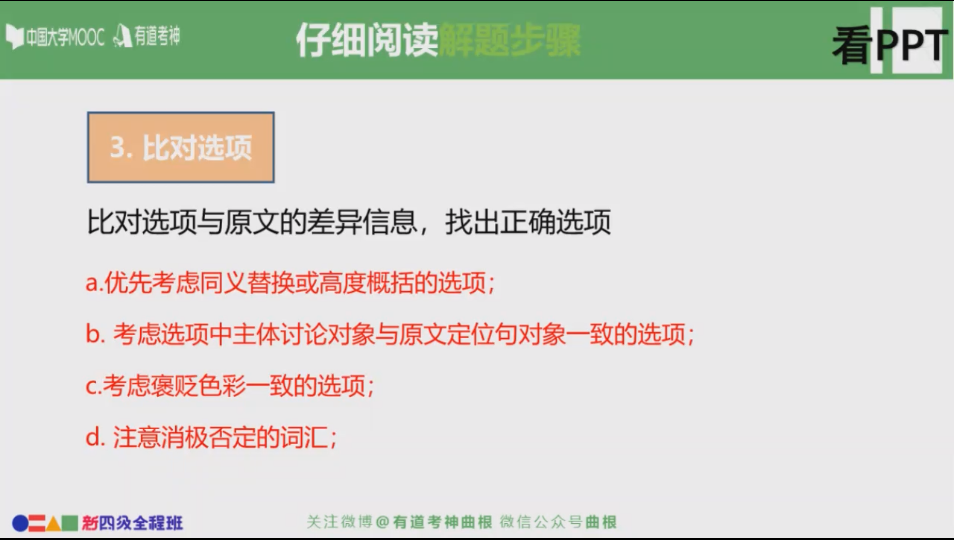 中国大学MOOC 有道考神
仔细阅读解题步骤
看PPT
3. 比对选项
比对选项与原文的差异信息，找出正确选项
a.优先考虑同义替换或高度概括的选项；
b. 考虑选项中主体讨论对象与原文定位句对象一致的选项；
c.考虑褒贬色彩一致的选项；
d. 注意消极否定的词汇；
新四级全程班
关注微博@有道考神曲根 微信公众号曲根